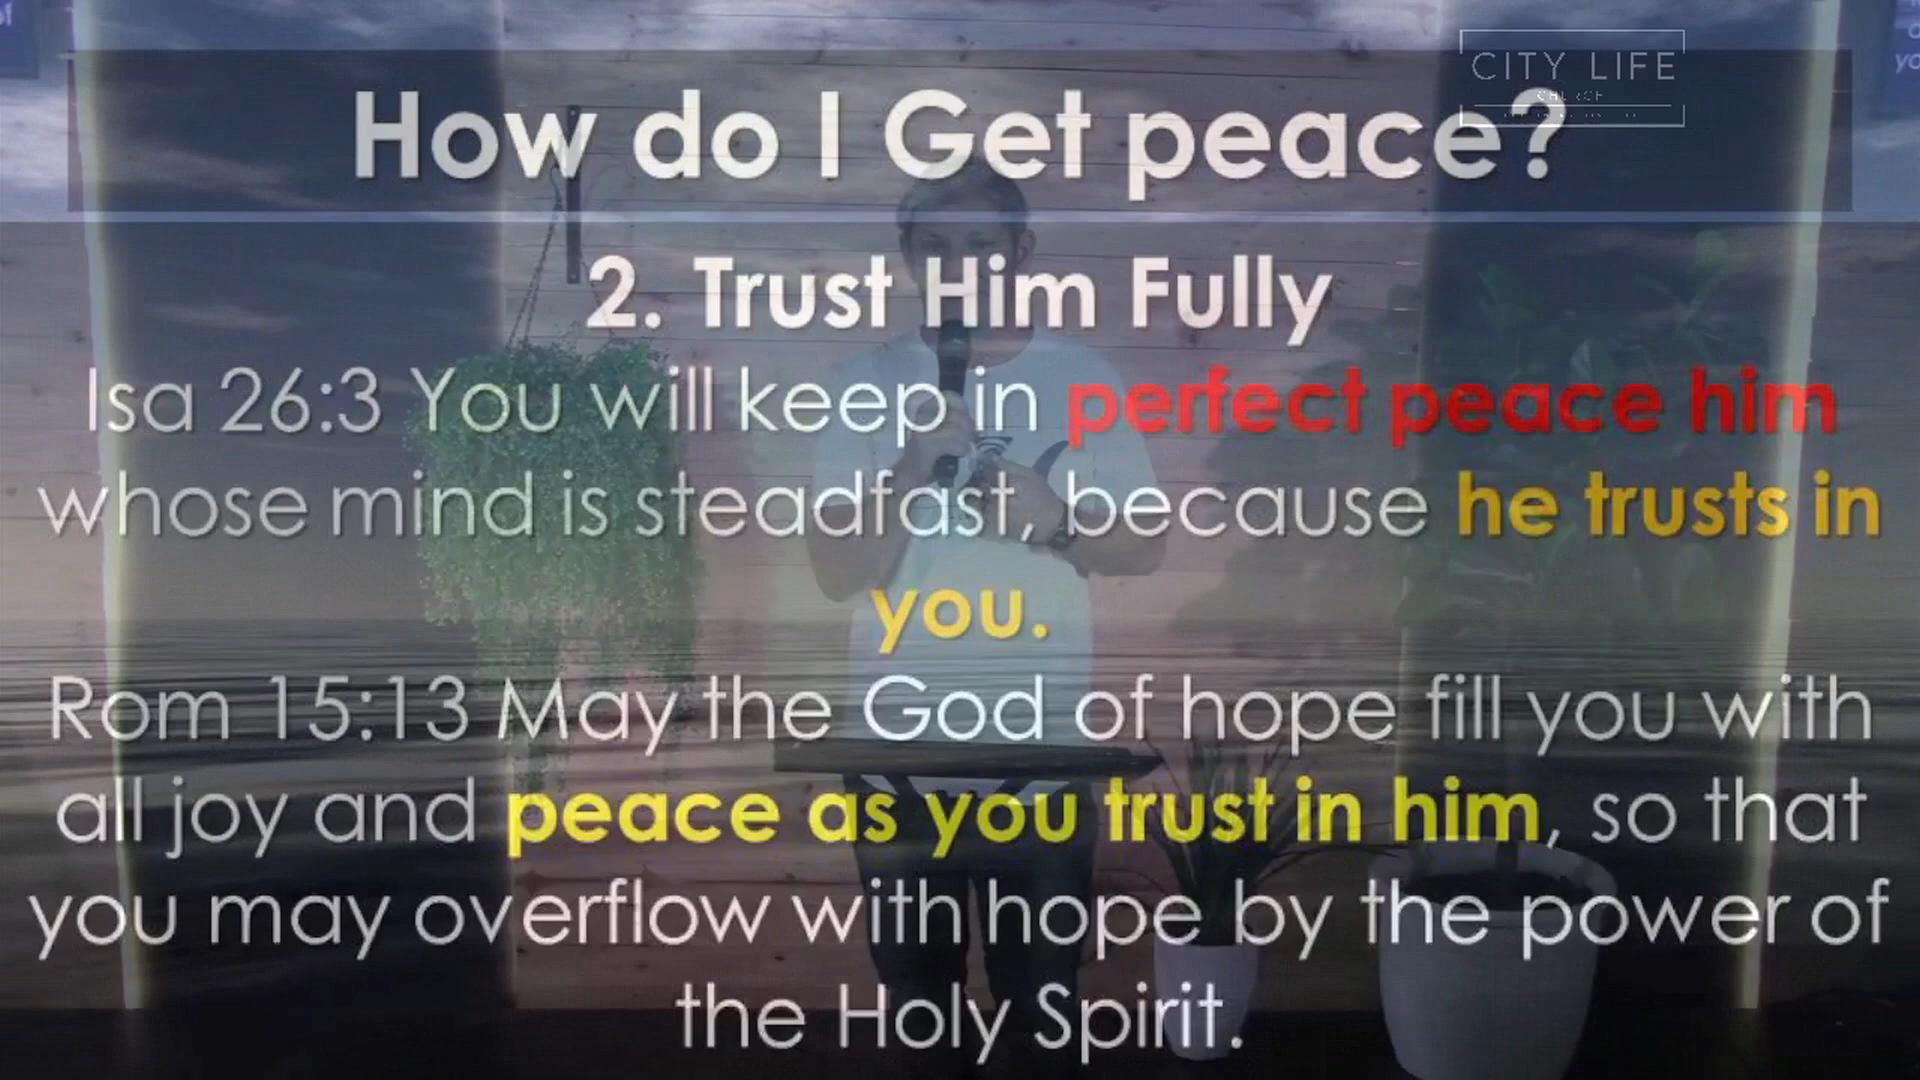 CITY LIFE
CHURCH
How do I Get peace?
2. Trust Him Fully
Isa 26:3 You will keep in perfect peace him
whose mind is steadfast, because he trusts in
you.
Rom 15:13 May the God of hope fill you with
all joy and peace as you trust in him, so that
you may overflow with hope by the power of
the Holy Spirit.